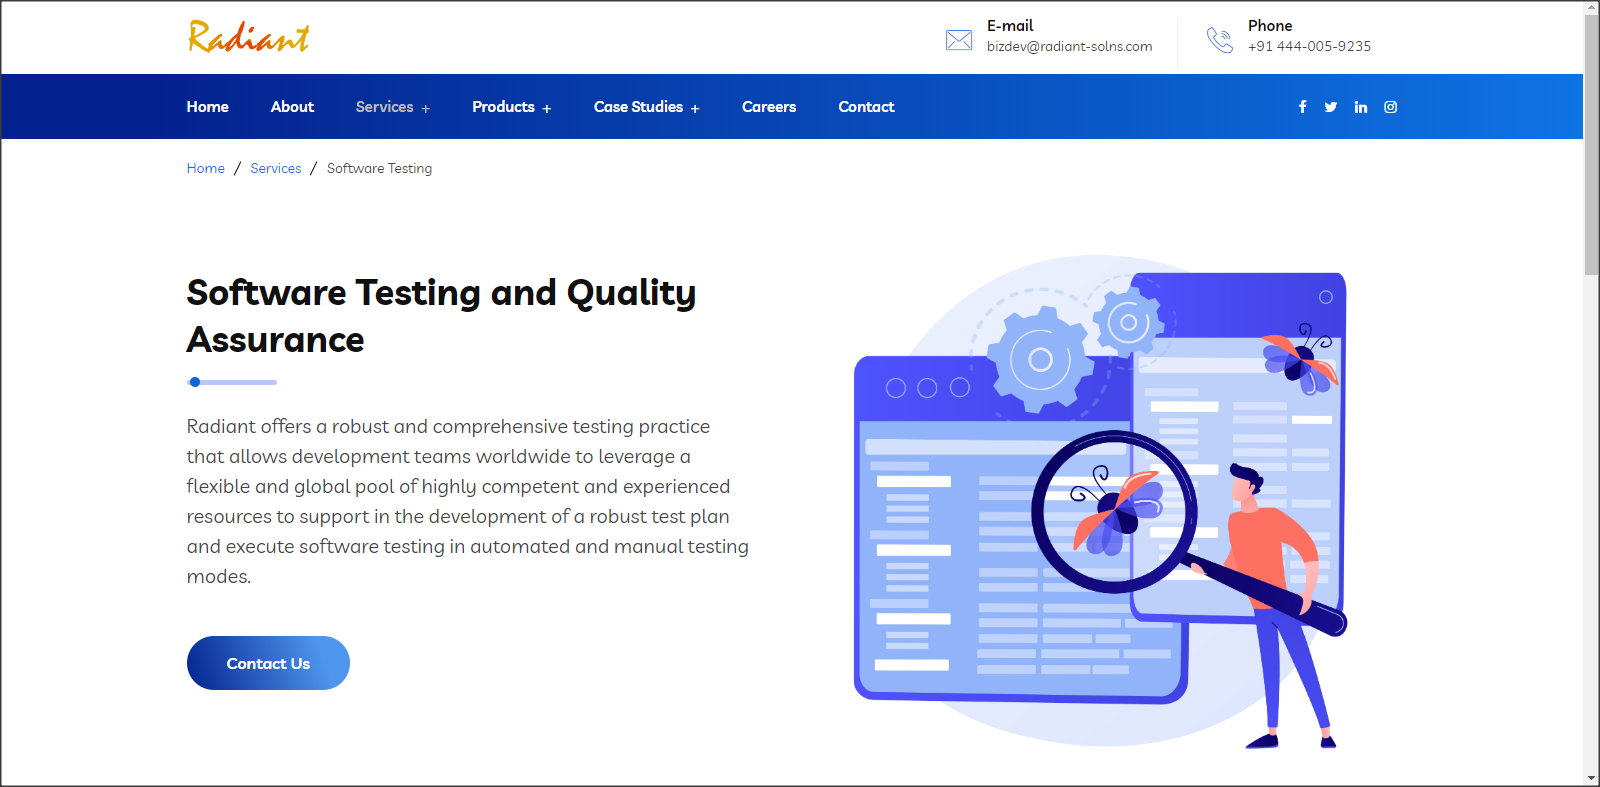 Radiant
E-mail
bizdev@radiant-solns.com
Phone
+91 444-005-9235
Home About Services + Products + Case Studies + Careers Contact
Home / Services / Software Testing
Software Testing and Quality
Assurance
Radiant offers a robust and comprehensive testing practice
that allows development teams worldwide to leverage a
flexible and global pool of highly competent and experienced
resources to support in the development of a robust test plan
and execute software testing in automated and manual testing
modes.
Contact Us